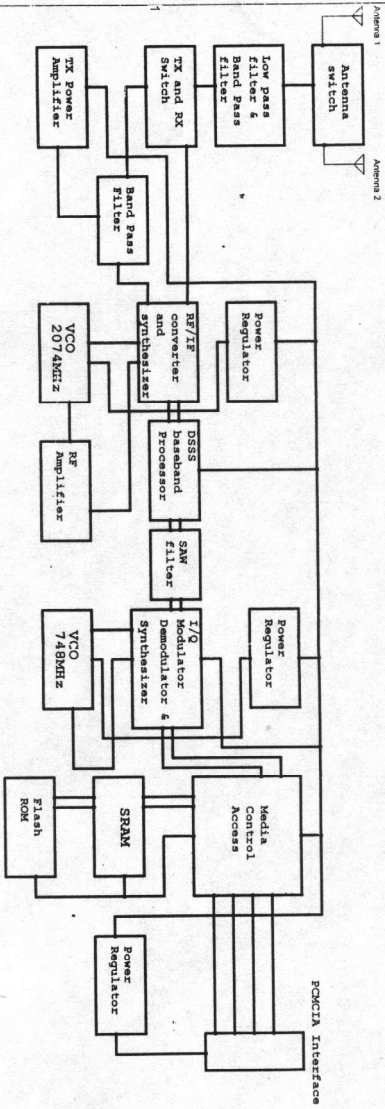 Antenna 1
Antenna 2
Antenna
switch
Low pass
filter &
Band Pass
filter
TX and RX
Switch
TX Power
Amplifier
Band Pass
Filter
Power
Regulator
RF/IF
converter
and
synthesizer
VCO
2074MHz
RF
Amplifier
DSSS
baseband
Processor
SAW
filter
Power
Regulator
I/Q
Modulator
Demodulator &
Synthesizer
VCO
748MHz
Media
Control
Access
SRAM
Flash
ROM
Power
Regulator
PCMCIA Interface
1